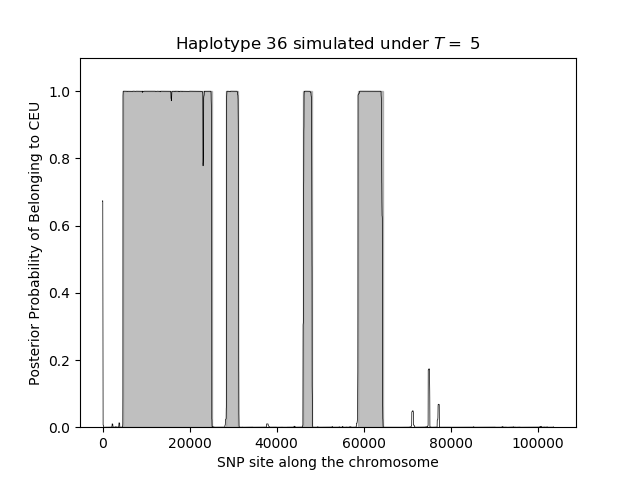 Haplotype 36 simulated under T = 5
Posterior Probability of Belonging to CEU
1.0
0.8
0.6
0.4
0.2
0.0
0 20000 40000 60000 80000 100000
SNP site along the chromosome